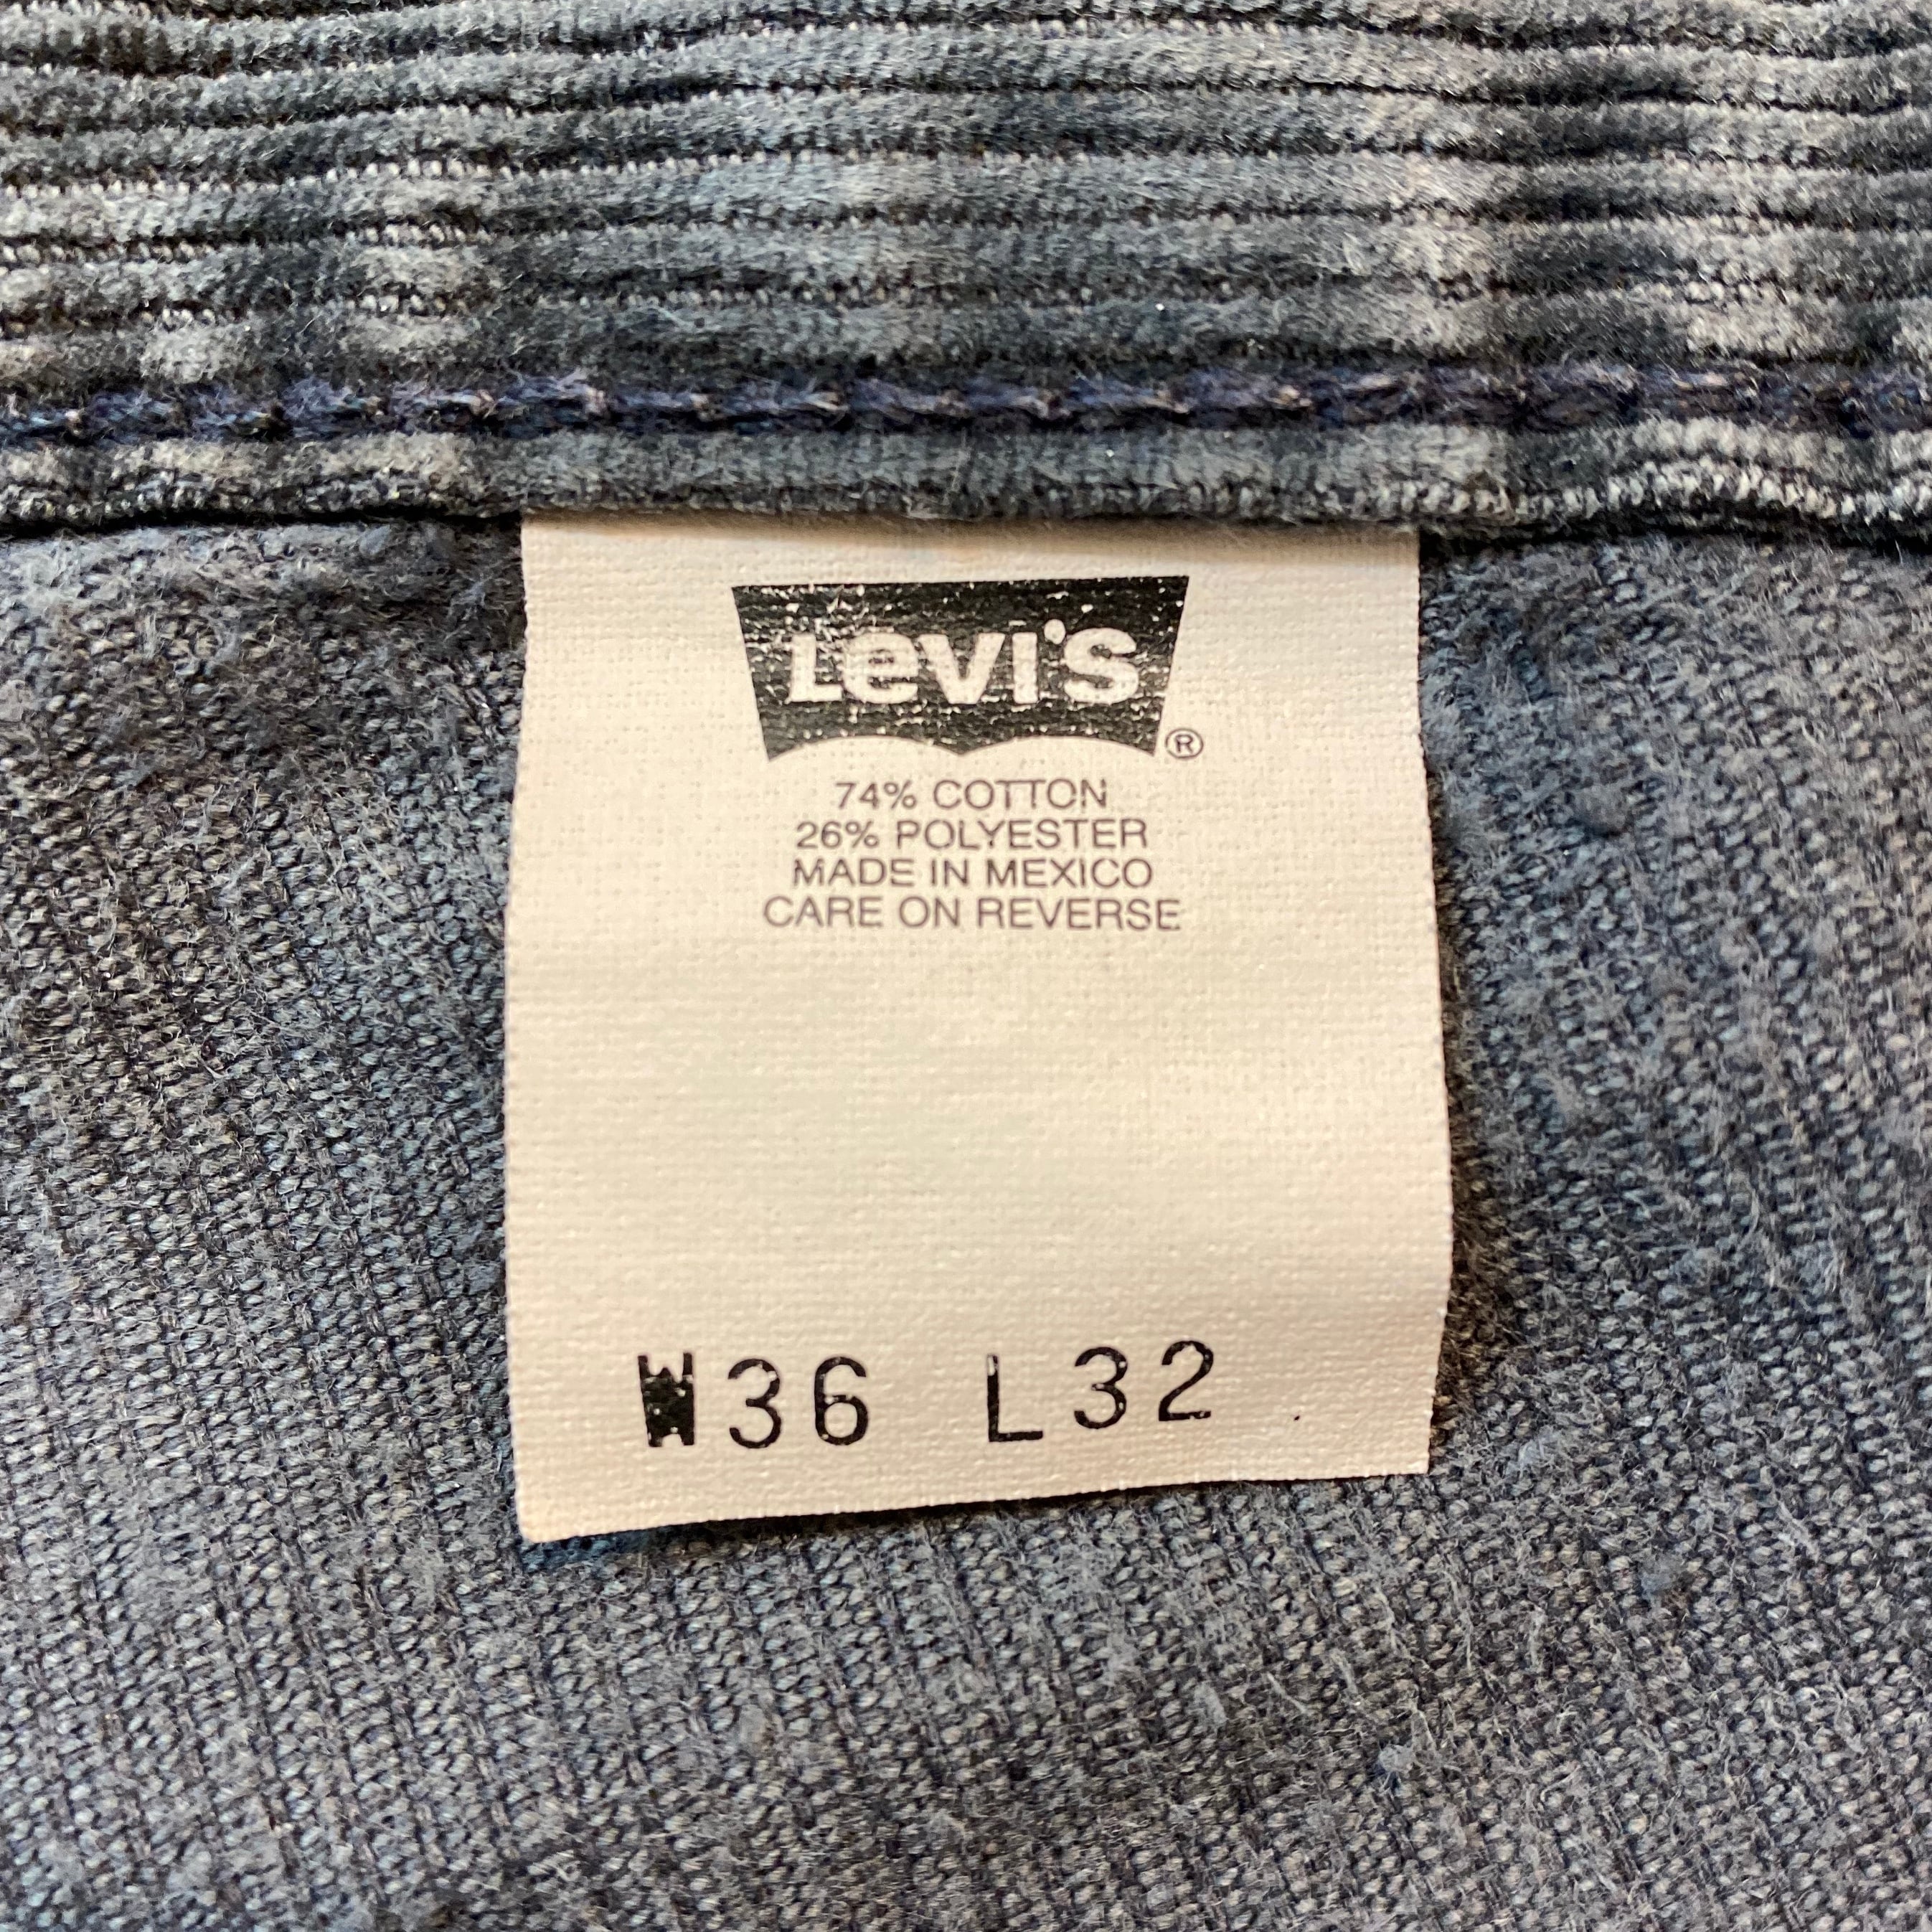 Levi's
®
74% COTTON
26% POLYESTER
MADE IN MEXICO
CARE ON REVERSE
W36 L32